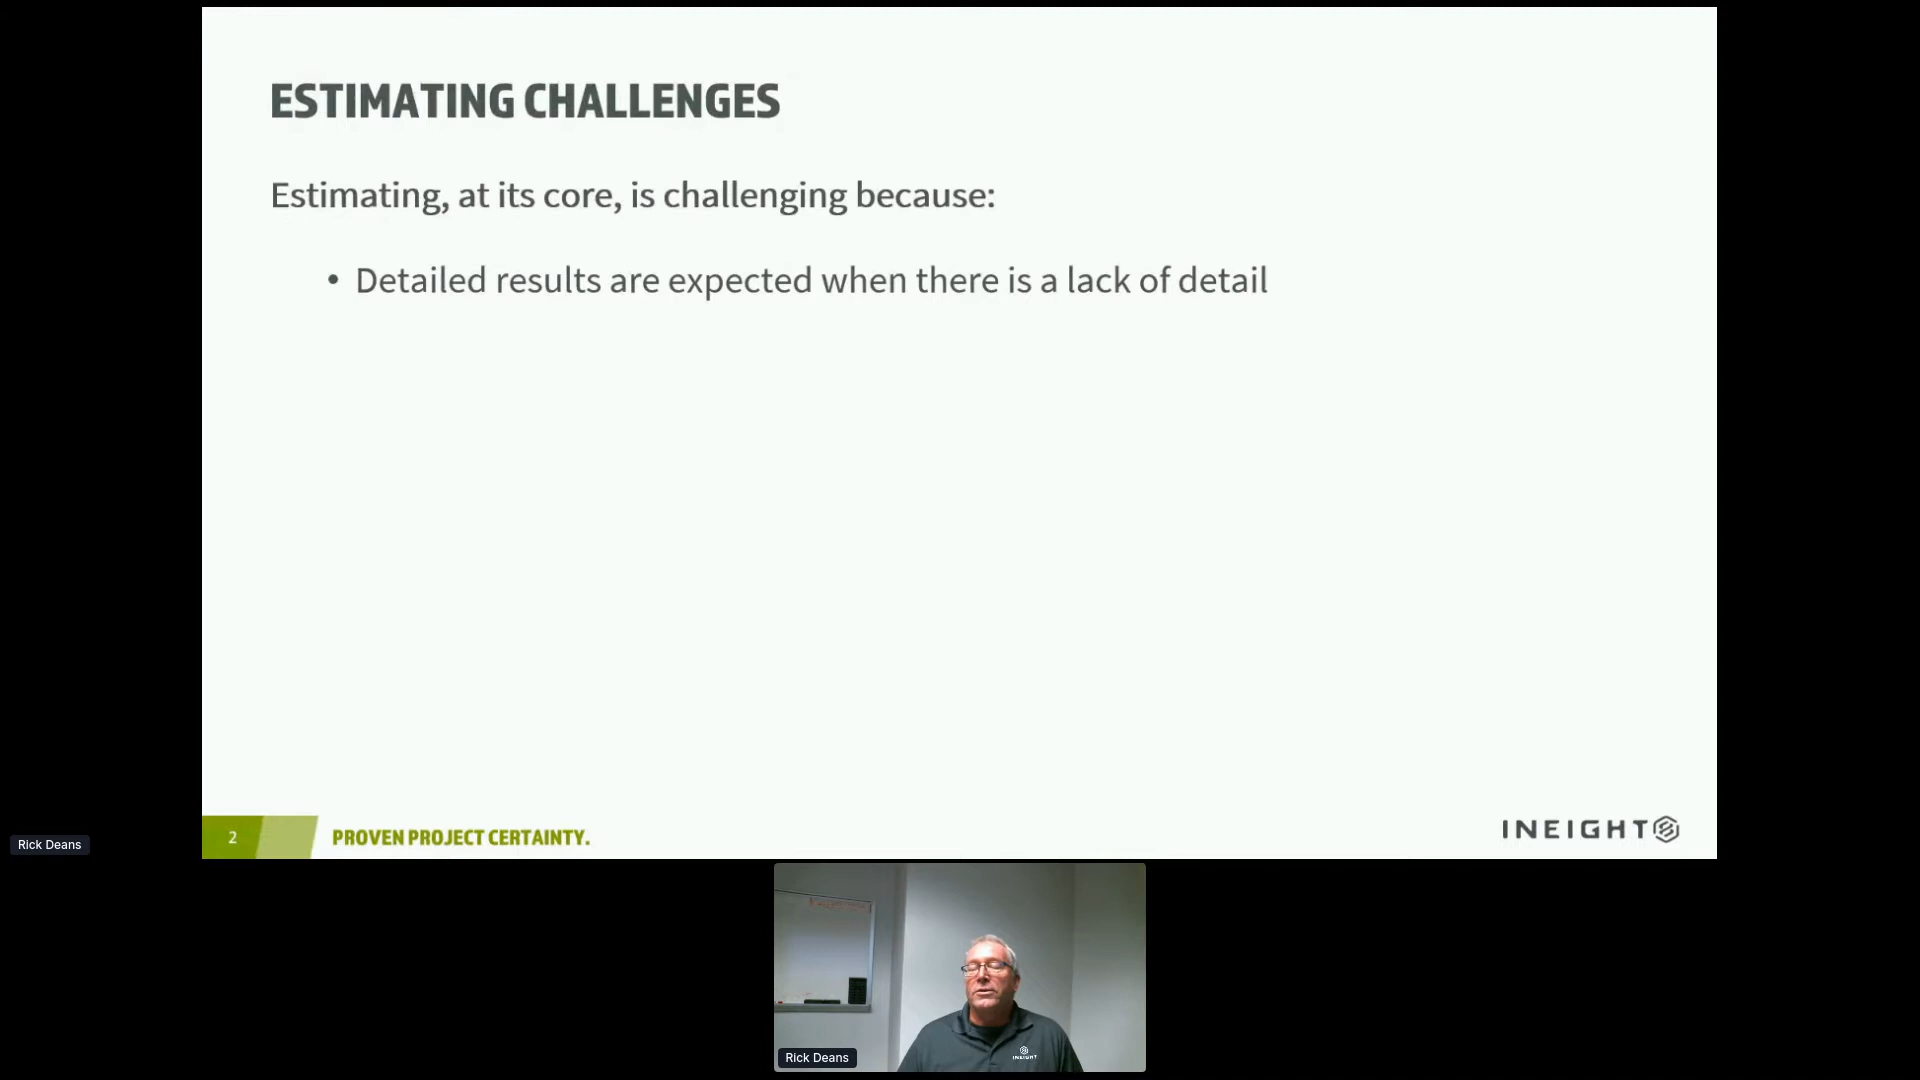 ESTIMATING CHALLENGES
Estimating, at its core, is challenging because:
• Detailed results are expected when there is a lack of detail
2
PROVEN PROJECT CERTAINTY.
INEIGHT
Rick Deans
INEIGHT
Rick Deans